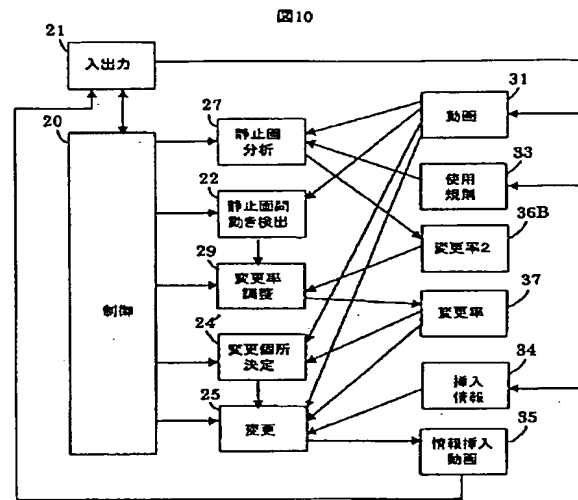 図10
21
入出力
20
制御
27
静止画
分析
22
静止画間
動き検出
29
変更率
調整
24
変更個所
決定
25
変更
31
動画
33
使用
規則
36B
変更率2
37
変更率
34
挿入
情報
35
情報挿入
動画